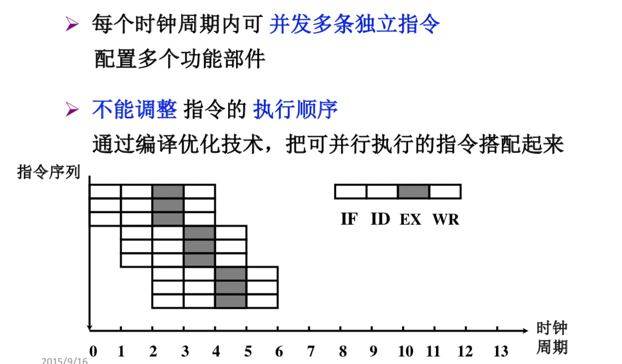 每个时钟周期内可 并发多条独立指令
配置多个功能部件
不能调整 指令的 执行顺序
通过编译优化技术，把可并行执行的指令搭配起来
指令序列
IF ID EX WR
时钟
周期
0 1 2 3 4 5 6 7 8 9 10 11 12 13
2015/9/16